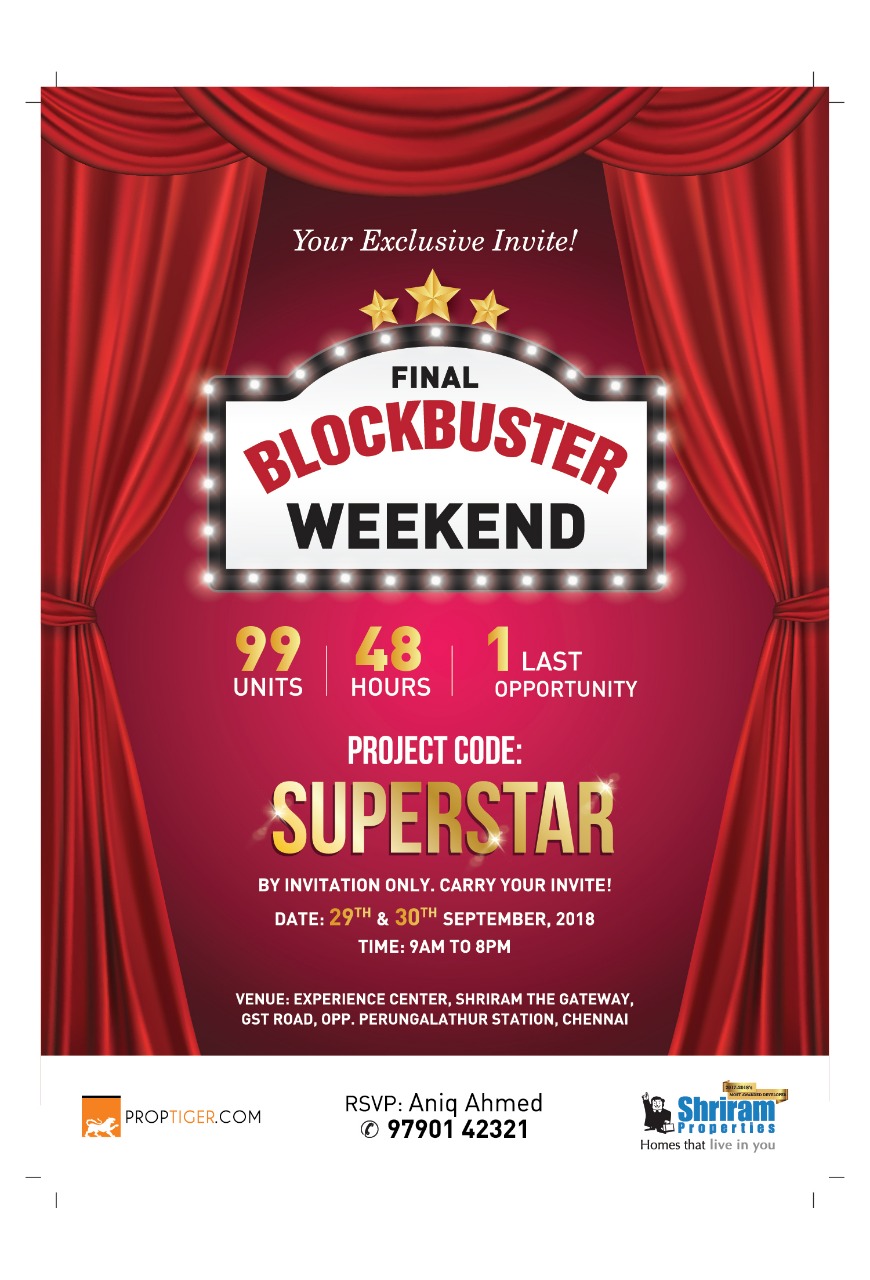 Your Exclusive Invite!
FINAL
BLOCKBUSTER
WEEKEND
99 UNITS
48 HOURS
1 LAST OPPORTUNITY
PROJECT CODE:
SUPERSTAR
BY INVITATION ONLY. CARRY YOUR INVITE!
DATE: 29TH & 30TH SEPTEMBER, 2018
TIME: 9AM TO 8PM
VENUE: EXPERIENCE CENTER, SHRIRAM THE GATEWAY,
GST ROAD, OPP. PERUNGALATHUR STATION, CHENNAI
PROPTIGER.COM
RSVP: Aniq Ahmed
✆ 97901 42321
MOST AWARDED DEVELOPER
Shriram
Properties
Homes that live in you